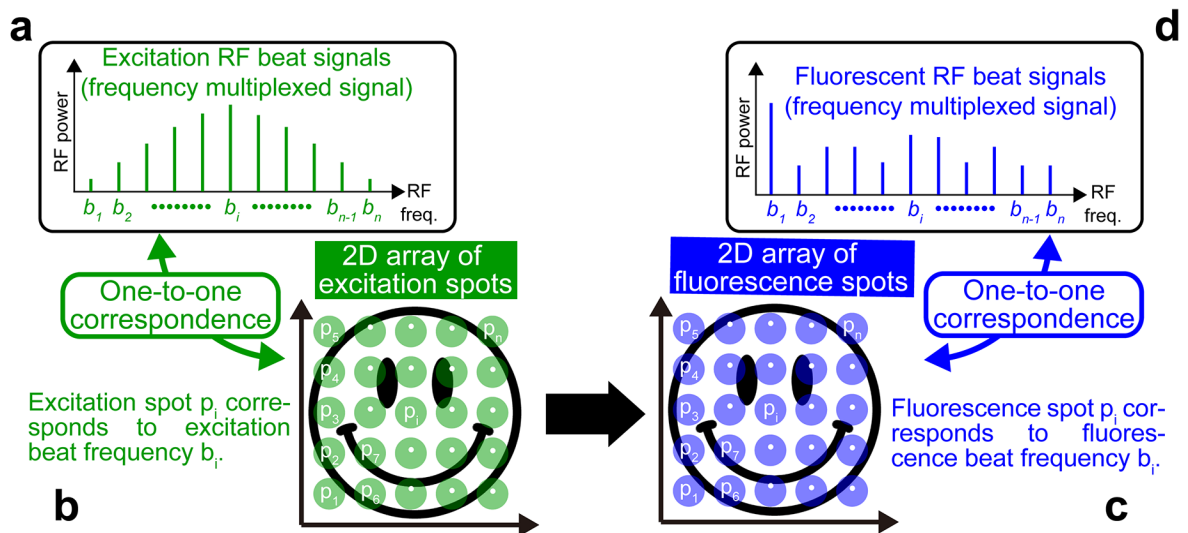 a
Excitation RF beat signals
(frequency multiplexed signal)
RF power
RF
freq.
b1 b2 ········· bi ········· bn-1 bn
One-to-one
correspondence
2D array of
excitation spots
p5 pn
p4
p3 pi
p2 p7
p1 p6
Excitation spot pi corre-
sponds to excitation
beat frequency bi.
b
d
Fluorescent RF beat signals
(frequency multiplexed signal)
RF power
RF
freq.
b1 b2 ········· bi ········· bn-1 bn
2D array of
fluorescence spots
One-to-one
correspondence
p5 pn
p4
p3 pi
p2 p7
p1 p6
Fluorescence spot pi cor-
responds to fluores-
cence beat frequency bi.
c